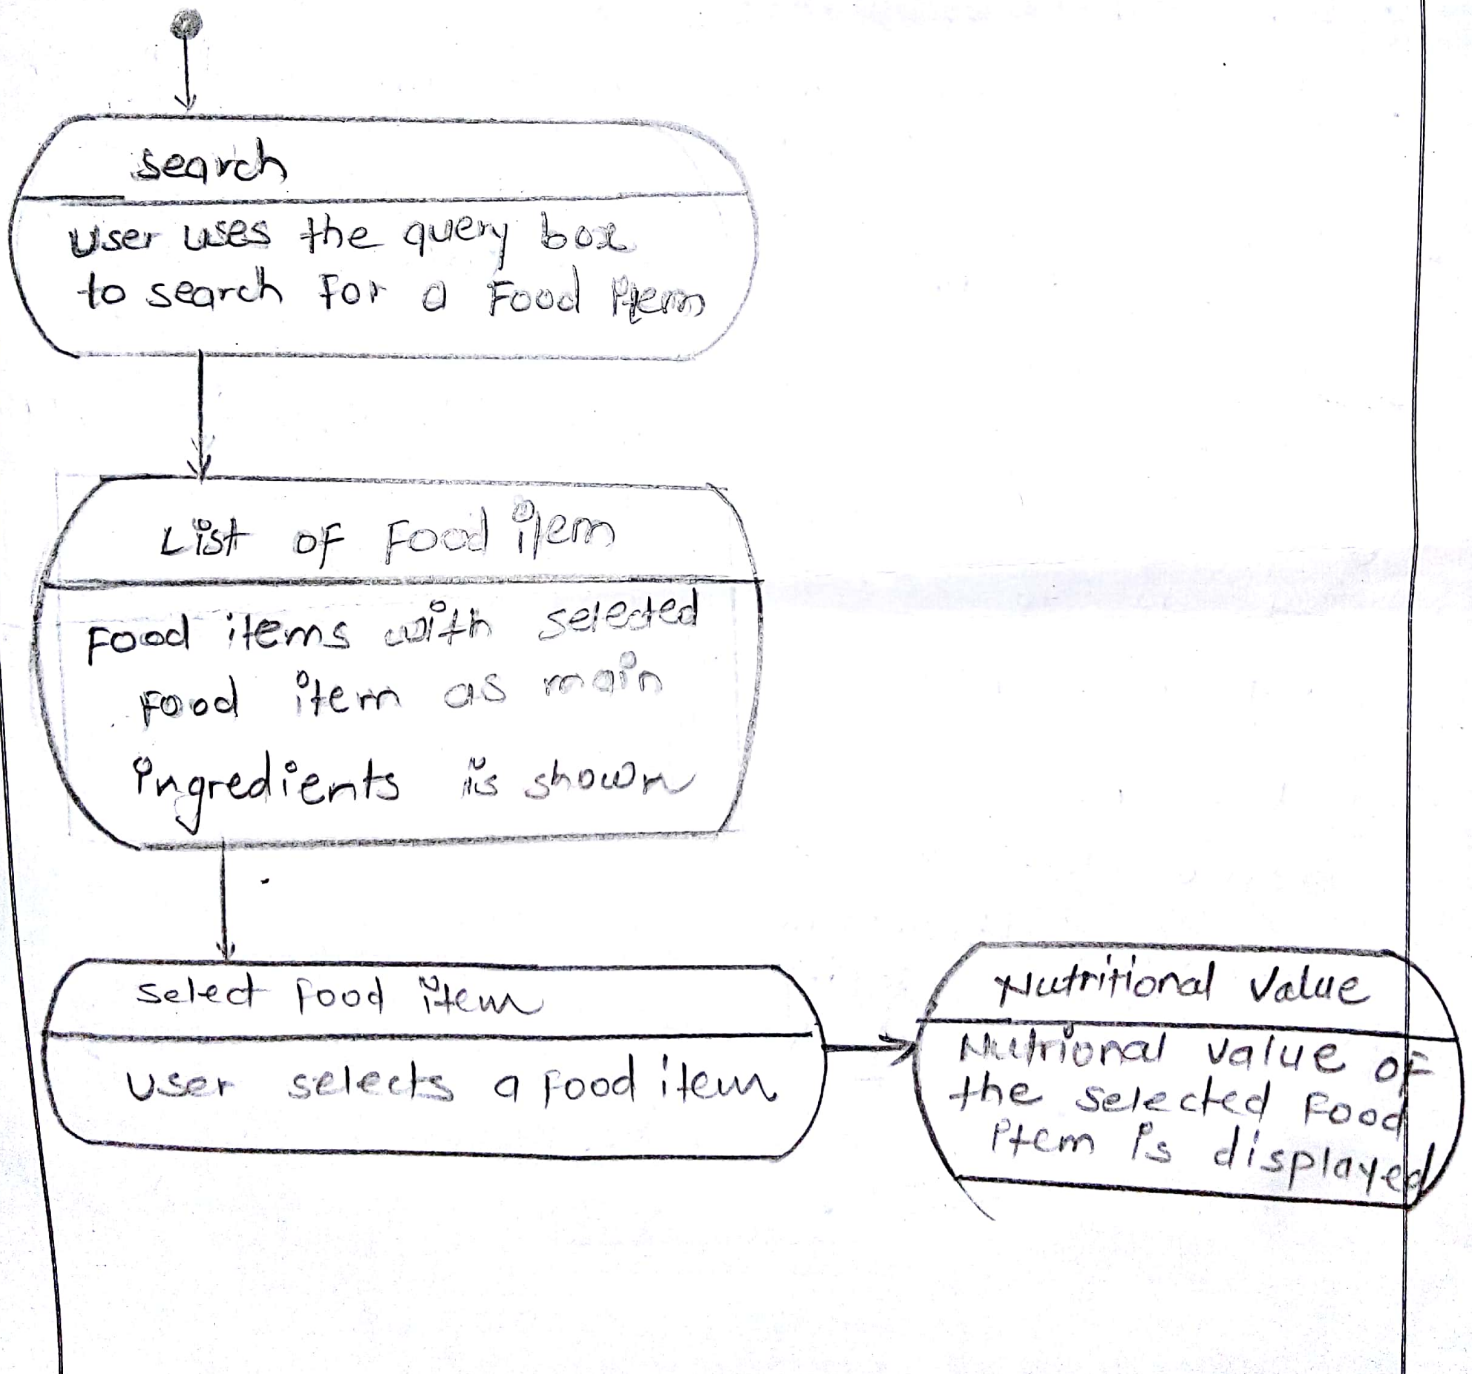 search
User uses the query box
to search for a Food Item
List of Food item
Food items with selected
Food item as main
ingredients is shown
Select Food item
User selects a Food item
Nutritional Value
Nutrional value of
the selected Food
Item is displayed